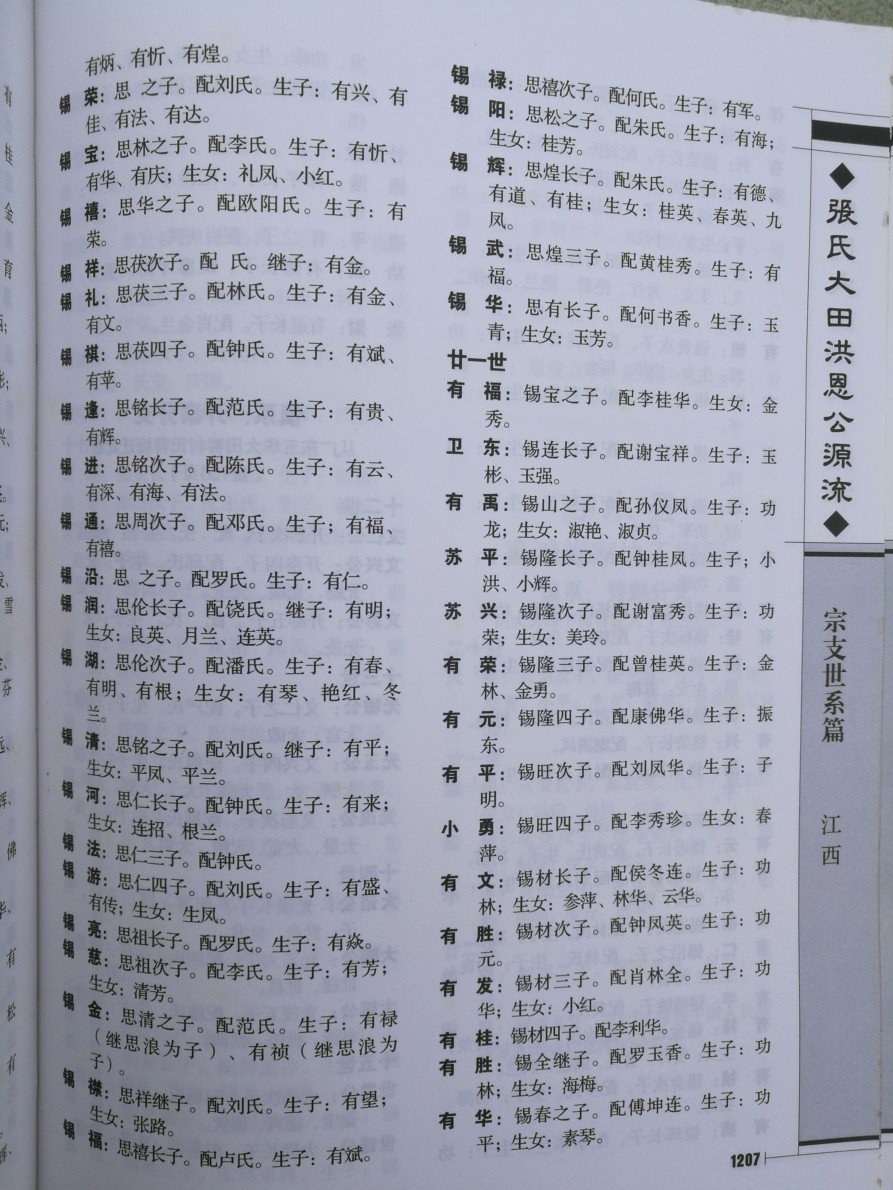 有炳、有忻、有煌。
锡 荣：思 之子。配刘氏。生子：有兴、有
佳、有法、有达。
锡 宝：思林之子。配李氏。生子：有忻、
有华、有庆；生女：礼凤、小红。
锡 禧：思华之子。配欧阳氏。生子：有
荣。
锡 祥：思茯次子。配 氏。继子：有金。
锡 礼：思茯三子。配林氏。生子：有金、
有文。
锡 祺：思茯四子。配钟氏。生子：有斌、
有苹。
锡 逢：思铭长子。配范氏。生子：有贵、
有辉。
锡 进：思铭次子。配陈氏。生子：有云、
有深、有海、有法。
锡 通：思周次子。配邓氏。生子；有福、
有禧。
锡 沿：思 之子。配罗氏。生子：有仁。
锡 润：思伦长子。配饶氏。继子：有明；
生女：良英、月兰、连英。
锡 湖：思伦次子。配潘氏。生子：有春、
有明、有根；生女：有琴、艳红、冬
兰。
锡 清：思铭之子。配刘氏。继子：有平；
生女：平凤、平兰。
锡 河：思仁长子。配钟氏。生子：有来；
生女：连招、根兰。
锡 法：思仁三子。配钟氏。
锡 游：思仁四子。配刘氏。生子：有盛、
有传；生女：生凤。
锡 亮：思祖长子。配罗氏。生子：有焱。
锡 慈：思祖次子。配李氏。生子：有芳；
生女：清芳。
锡 金：思清之子。配范氏。生子：有禄
（继思浪为子）、有祯（继思浪为
子）。
锡 襟：思祥继子。配刘氏。生子：有望；
生女：张路。
锡 福：思禧长子。配卢氏。生子：有斌。
锡 禄：思禧次子。配何氏。生子：有军。
锡 阳：思松之子。配朱氏。生子：有海；
生女：桂芳。
锡 辉：思煌长子。配朱氏。生子：有德、
有道、有桂；生女：桂英、春英、九
凤。
锡 武：思煌三子。配黄桂秀。生子：有
福。
锡 华：思有长子。配何书香。生子：玉
青；生女：玉芳。
廿一世
有 福：锡宝之子。配李桂华。生女：金
秀。
卫 东：锡连长子。配谢宝祥。生子：玉
彬、玉强。
有 禹：锡山之子。配孙仪凤。生子：功
龙；生女：淑艳、淑贞。
苏 平：锡隆长子。配钟桂凤。生子；小
洪、小辉。
苏 兴：锡隆次子。配谢富秀。生子：功
荣；生女：美玲。
有 荣：锡隆三子。配曾桂英。生子：金
林、金勇。
有 元：锡隆四子。配康佛华。生子：振
东。
有 平：锡旺次子。配刘凤华。生子：子
明。
小 勇：锡旺四子。配李秀珍。生女：春
萍。
有 文：锡材长子。配侯冬连。生子：功
林；生女：参萍、林华、云华。
有 胜：锡材次子。配钟凤英。生子：功
元。
有 发：锡材三子。配肖林全。生子：功
华；生女：小红。
有 桂：锡材四子。配李利华。
有 胜：锡全继子。配罗玉香。生子：功
林；生女：海梅。
有 华：锡春之子。配傅坤连。生子：功
平；生女：素琴。
◆張氏大田洪恩公源流◆
宗支世系篇
江西
1207